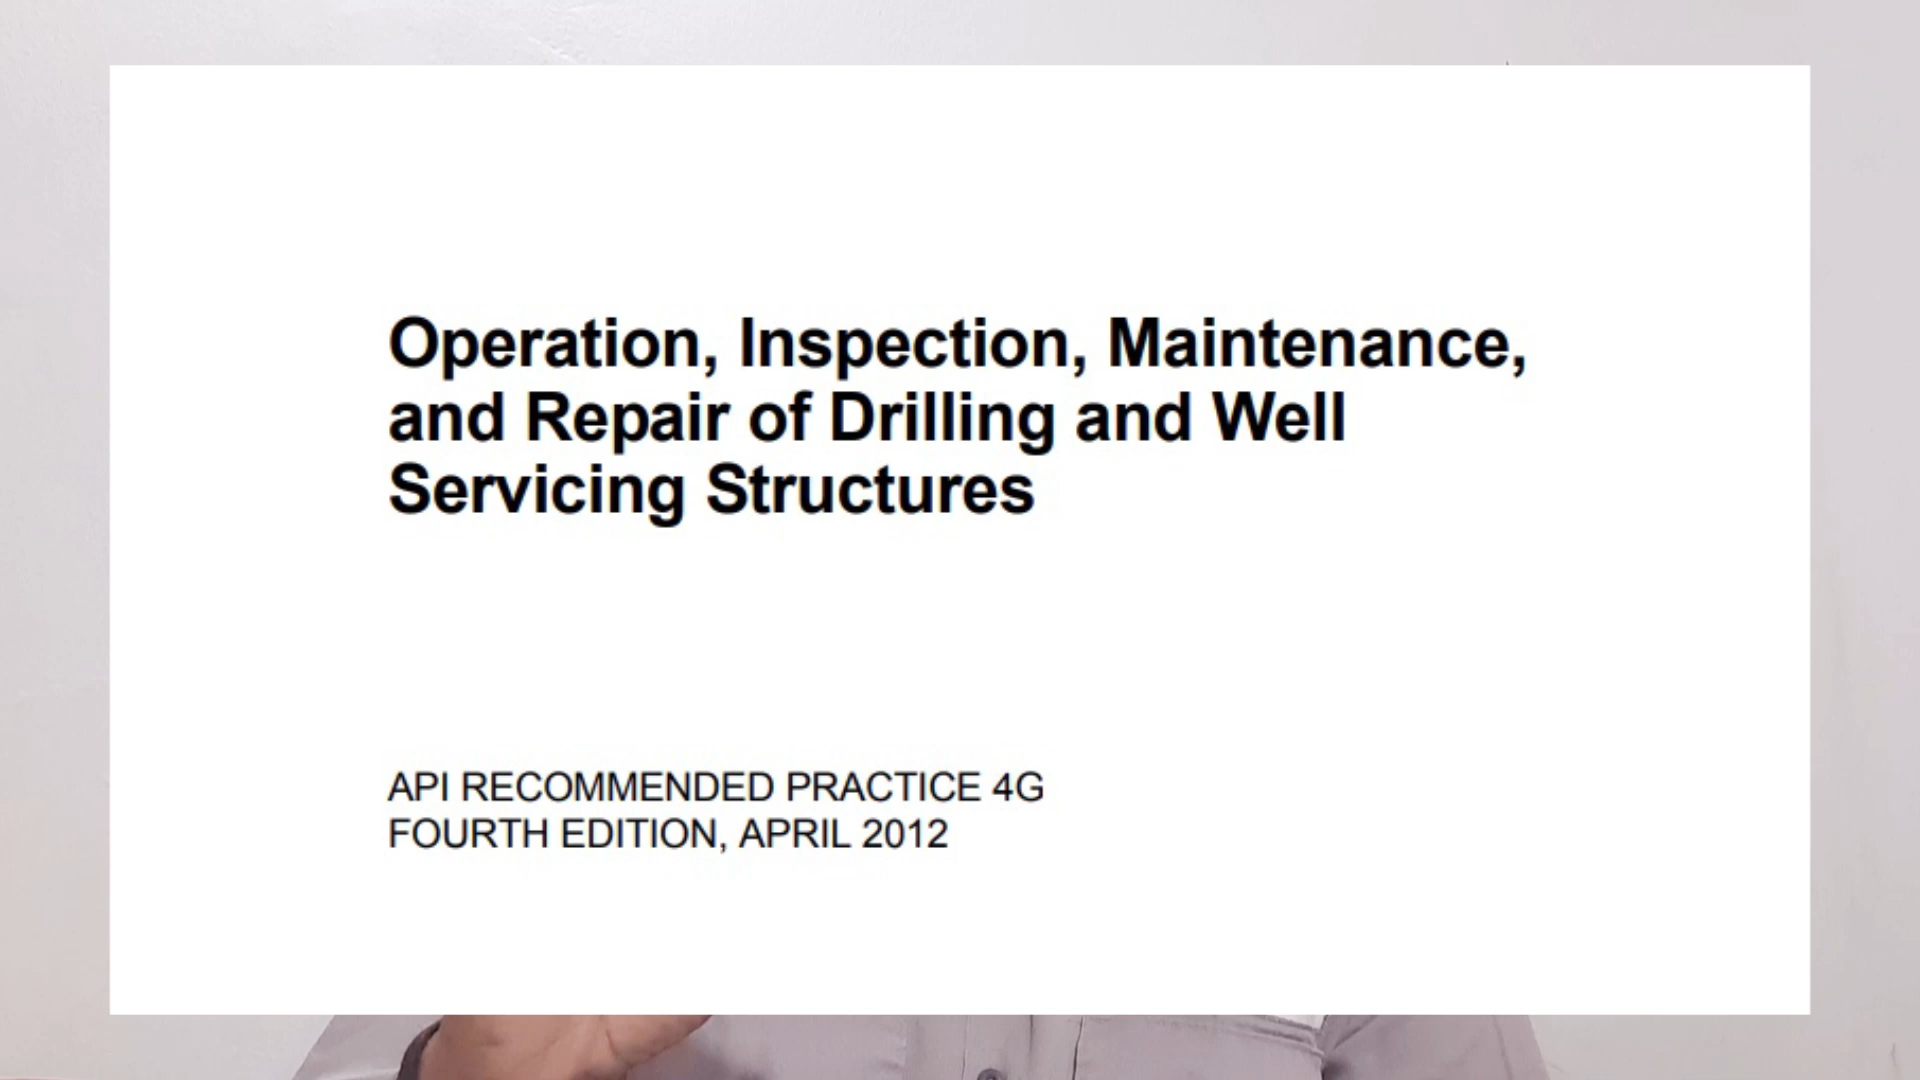 Operation, Inspection, Maintenance,
and Repair of Drilling and Well
Servicing Structures
API RECOMMENDED PRACTICE 4G
FOURTH EDITION, APRIL 2012